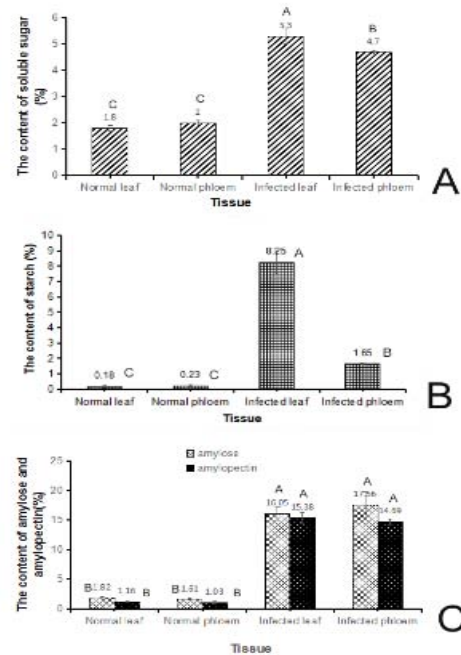 The content of soluble sugar
(%)
6
5
4
3
2
1
0
C
1.8
C
2
A
5.3
B
4.7
Normal leaf
Normal phloem
Infected leaf
Infected phloem
Tissue
A
The content of starch (%)
10
9
8
7
6
5
4
3
2
1
0
0.18 C
0.23 C
8.25 A
1.65 B
Normal leaf
Normal phloem
Infected leaf
Infected phloem
Tissue
B
The content of amylose and
amylopectin(%)
amylose
amylopectin
25
20
15
10
5
0
B 1.82 1.16 B
B 1.61 1.03 B
A A
16.05 15.38
A A
14.69
Normal leaf
Normal phloem
Infected leaf
Infected phloem
Tissue
C